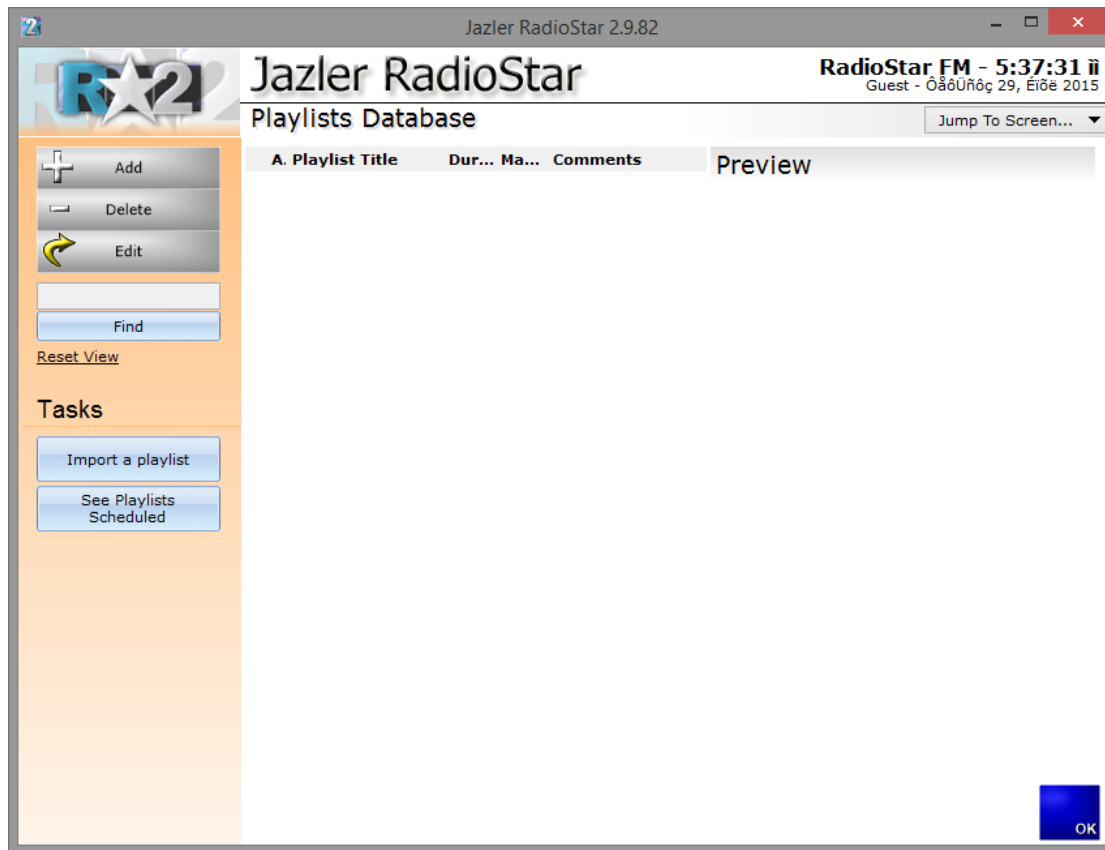 Jazler RadioStar 2.9.82
Jazler RadioStar
RadioStar FM - 5:37:31 ìì
Guest - ÔåôÜñôç 29, Éïõë 2015
Playlists Database
Jump To Screen...
Add
Delete
Edit
Find
Reset View
Tasks
Import a playlist
See Playlists
Scheduled
A. Playlist Title Dur... Ma... Comments
Preview
OK